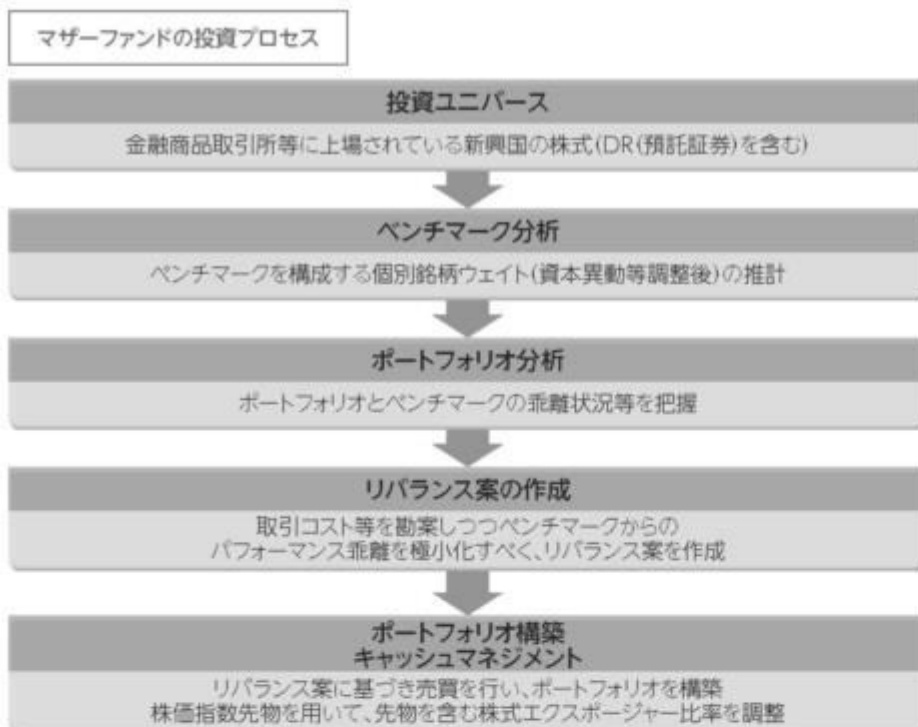 マザーファンドの投資プロセス
投資ユニバース
金融商品取引所等に上場されている新興国の株式(DR(預託証券)を含む)
ベンチマーク分析
ベンチマークを構成する個別銘柄ウェイト(資本異動等調整後)の推計
ポートフォリオ分析
ポートフォリオとベンチマークの乖離状況等を把握
リバランス案の作成
取引コスト等を勘案しつつベンチマークからの
パフォーマンス乖離を極小化すべく、リバランス案を作成
ポートフォリオ構築
キャッシュマネジメント
リバランス案に基づき売買を行い、ポートフォリオを構築
株価指数先物を用いて、先物を含む株式エクスポージャー比率を調整